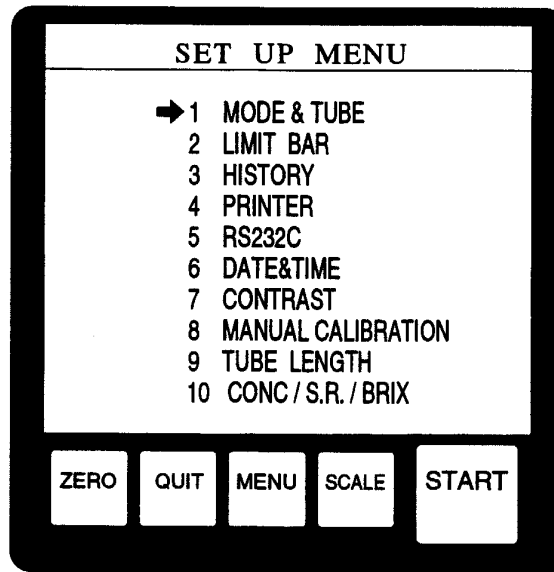 SET UP MENU
➡1 MODE & TUBE
2 LIMIT BAR
3 HISTORY
4 PRINTER
5 RS232C
6 DATE&TIME
7 CONTRAST
8 MANUAL CALIBRATION
9 TUBE LENGTH
10 CONC / S.R. / BRIX
ZERO QUIT MENU SCALE START